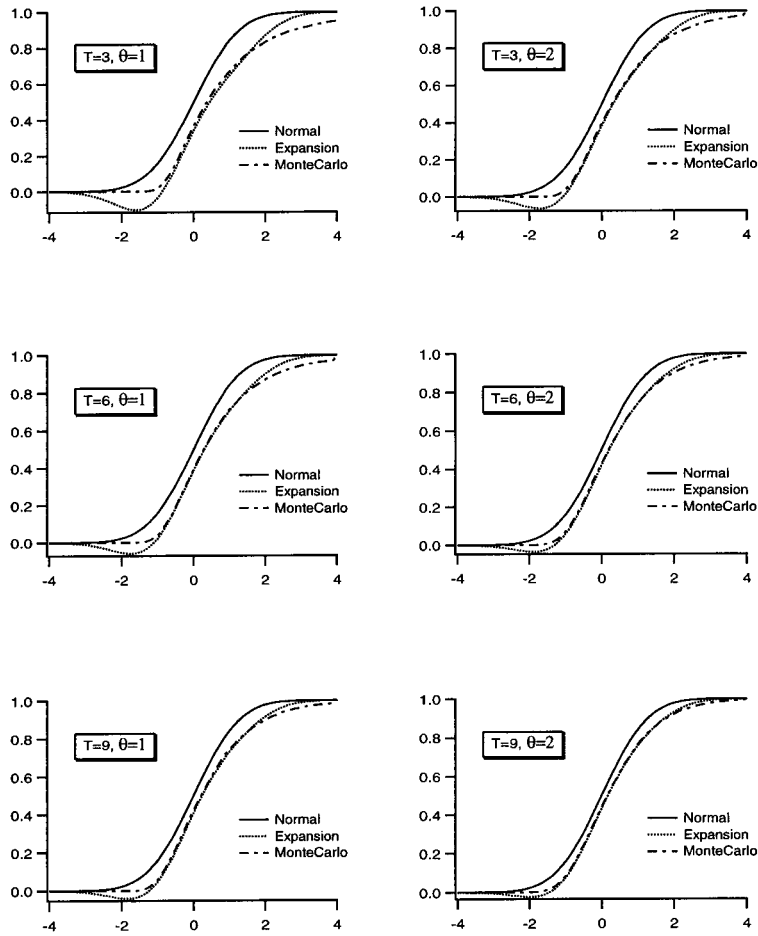 1.0
0.8
0.6
0.4
0.2
0.0
T=3, θ=1
Normal
Expansion
MonteCarlo
-4 -2 0 2 4
1.0
0.8
0.6
0.4
0.2
0.0
T=3, θ=2
Normal
Expansion
MonteCarlo
-4 -2 0 2 4
1.0
0.8
0.6
0.4
0.2
0.0
T=6, θ=1
Normal
Expansion
MonteCarlo
-4 -2 0 2 4
1.0
0.8
0.6
0.4
0.2
0.0
T=6, θ=2
Normal
Expansion
MonteCarlo
-4 -2 0 2 4
1.0
0.8
0.6
0.4
0.2
0.0
T=9, θ=1
Normal
Expansion
MonteCarlo
-4 -2 0 2 4
1.0
0.8
0.6
0.4
0.2
0.0
T=9, θ=2
Normal
Expansion
MonteCarlo
-4 -2 0 2 4